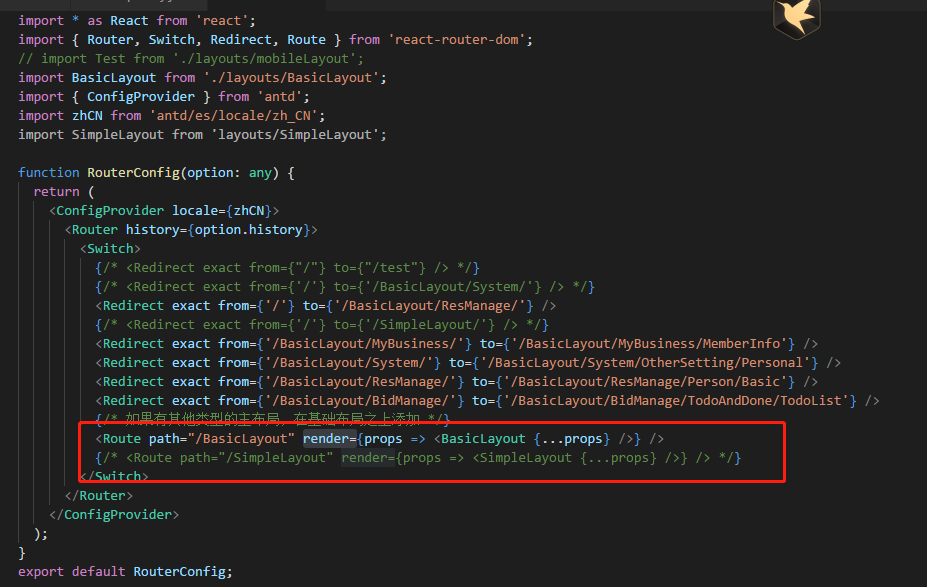 import * as React from 'react';
import { Router, Switch, Redirect, Route } from 'react-router-dom';
// import Test from './layouts/mobileLayout';
import BasicLayout from './layouts/BasicLayout';
import { ConfigProvider } from 'antd';
import zhCN from 'antd/es/locale/zh_CN';
import SimpleLayout from 'layouts/SimpleLayout';
function RouterConfig(option: any) {
return (
<ConfigProvider locale={zhCN}>
<Router history={option.history}>
<Switch>
{/* <Redirect exact from={"/"} to={"/test"} /> */}
{/* <Redirect exact from={'/'} to={'/BasicLayout/System/'} /> */}
<Redirect exact from={'/'} to={'/BasicLayout/ResManage/'} />
{/* <Redirect exact from={'/'} to={'/SimpleLayout/'} /> */}
<Redirect exact from={'/BasicLayout/MyBusiness/'} to={'/BasicLayout/MyBusiness/MemberInfo'} />
<Redirect exact from={'/BasicLayout/System/'} to={'/BasicLayout/System/OtherSetting/Personal'} />
<Redirect exact from={'/BasicLayout/ResManage/'} to={'/BasicLayout/ResManage/Person/Basic'} />
<Redirect exact from={'/BasicLayout/BidManage/'} to={'/BasicLayout/BidManage/TodoAndDone/TodoList'} />
{/* 如果有其他类型的主布局，在基础布局之上添加 */}
<Route path="/BasicLayout" render={props => <BasicLayout {...props} />} />
{/* <Route path="/SimpleLayout" render={props => <SimpleLayout {...props} />} /> */}
</Switch>
</Router>
</ConfigProvider>
);
}
export default RouterConfig;